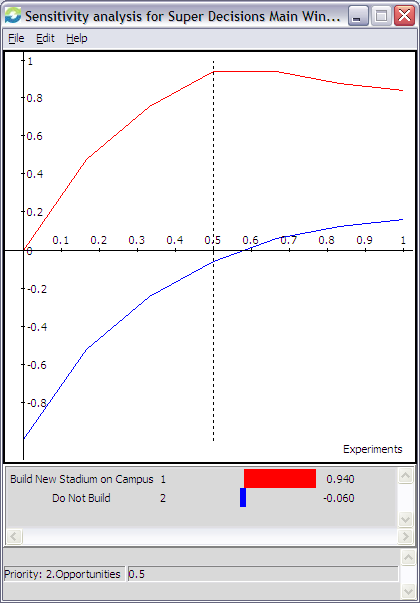 Sensitivity analysis for Super Decisions Main Win...
File Edit Help
1
0.8
0.6
0.4
0.2
0 0.1 0.2 0.3 0.4 0.5 0.6 0.7 0.8 0.9 1
-0.2
-0.4
-0.6
-0.8
Experiments
Build New Stadium on Campus 1 0.940
Do Not Build 2 -0.060
Priority: 2.Opportunities 0.5